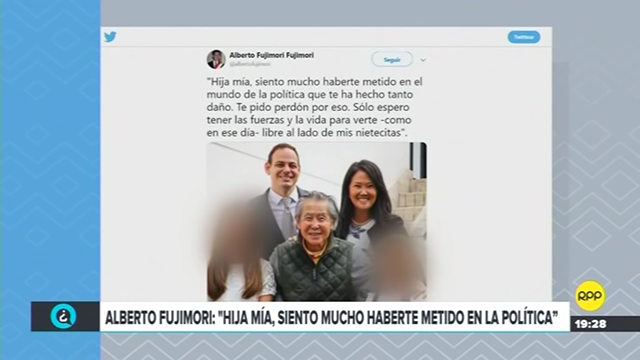 Alberto Fujimori Fujimori
@albertofujimori
Seguir
"Hija mía, siento mucho haberte metido en el
mundo de la política que te ha hecho tanto
daño. Te pido perdón por eso. Sólo espero
tener las fuerzas y la vida para verte -como
en ese día- libre al lado de mis nietecitas".
ALBERTO FUJIMORI: "HIJA MÍA, SIENTO MUCHO HABERTE METIDO EN LA POLÍTICA”
RPP
19:28